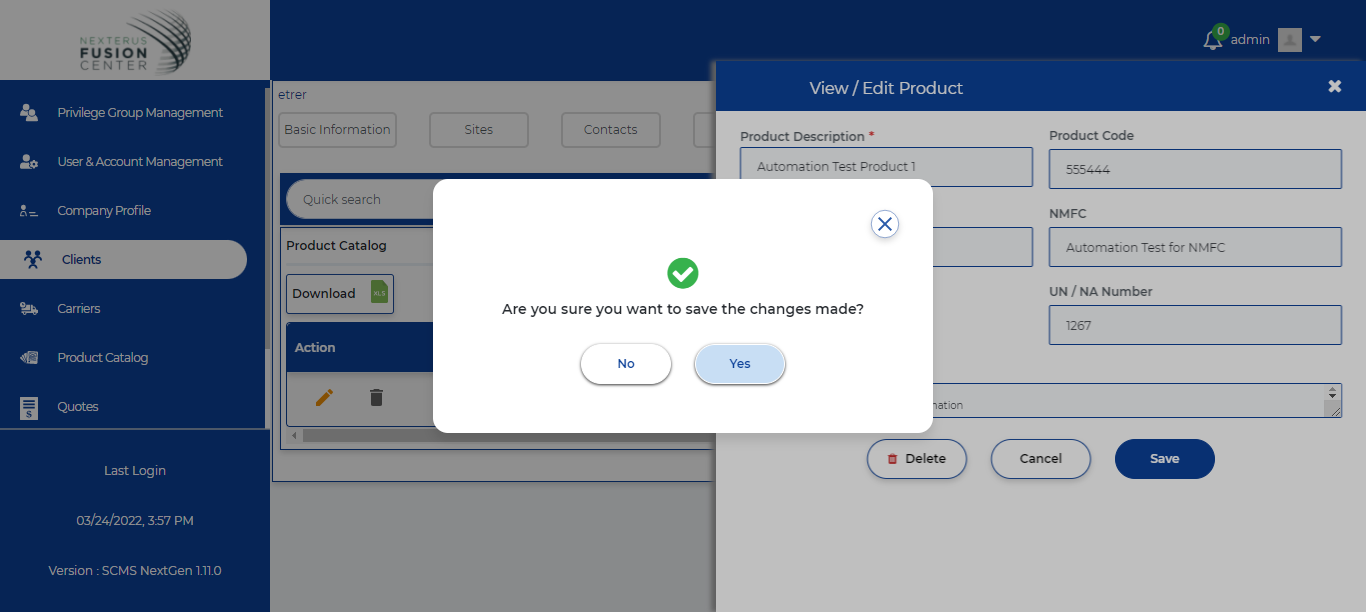 NEXTERUS
FUSION
CENTER
0
admin
Privilege Group Management
User & Account Management
Company Profile
Clients
Carriers
Product Catalog
Quotes
Last Login
03/24/2022, 3:57 PM
Version : SCMS NextGen 1.11.0
etrer
Basic Information
Sites
Contacts
Quick search
Product Catalog
Download
XLS
Action
View / Edit Product
Product Description *
Automation Test Product 1
Product Code
555444
NMFC
Automation Test for NMFC
UN / NA Number
1267
Delete
Cancel
Save
Are you sure you want to save the changes made?
No
Yes